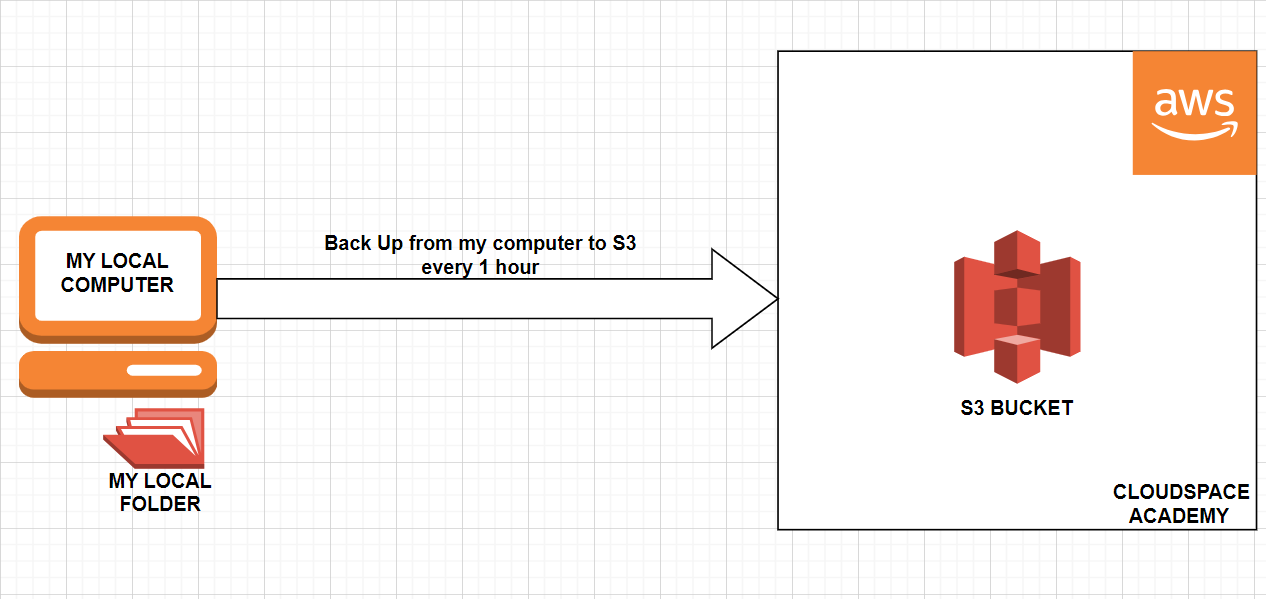 aws
Back Up from my computer to S3
every 1 hour
MY LOCAL
COMPUTER
S3 BUCKET
MY LOCAL
FOLDER
CLOUDSPACE
ACADEMY